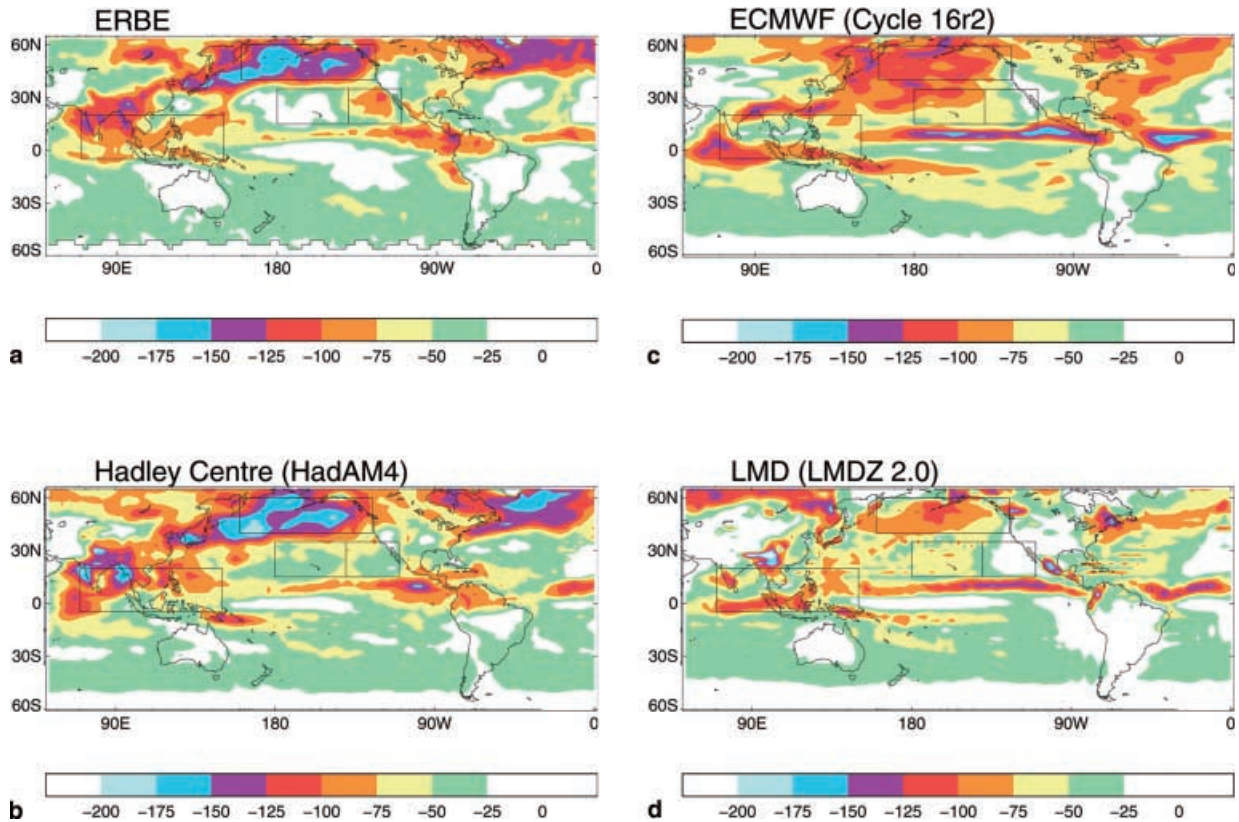 ERBE
60N
30N
0
30S
60S
90E 180 90W 0
−200 −175 −150 −125 −100 −75 −50 −25 0
a
ECMWF (Cycle 16r2)
60N
30N
0
30S
60S
90E 180 90W 0
−200 −175 −150 −125 −100 −75 −50 −25 0
c
Hadley Centre (HadAM4)
60N
30N
0
30S
60S
90E 180 90W 0
−200 −175 −150 −125 −100 −75 −50 −25 0
b
LMD (LMDZ 2.0)
60N
30N
0
30S
60S
90E 180 90W 0
−200 −175 −150 −125 −100 −75 −50 −25 0
d